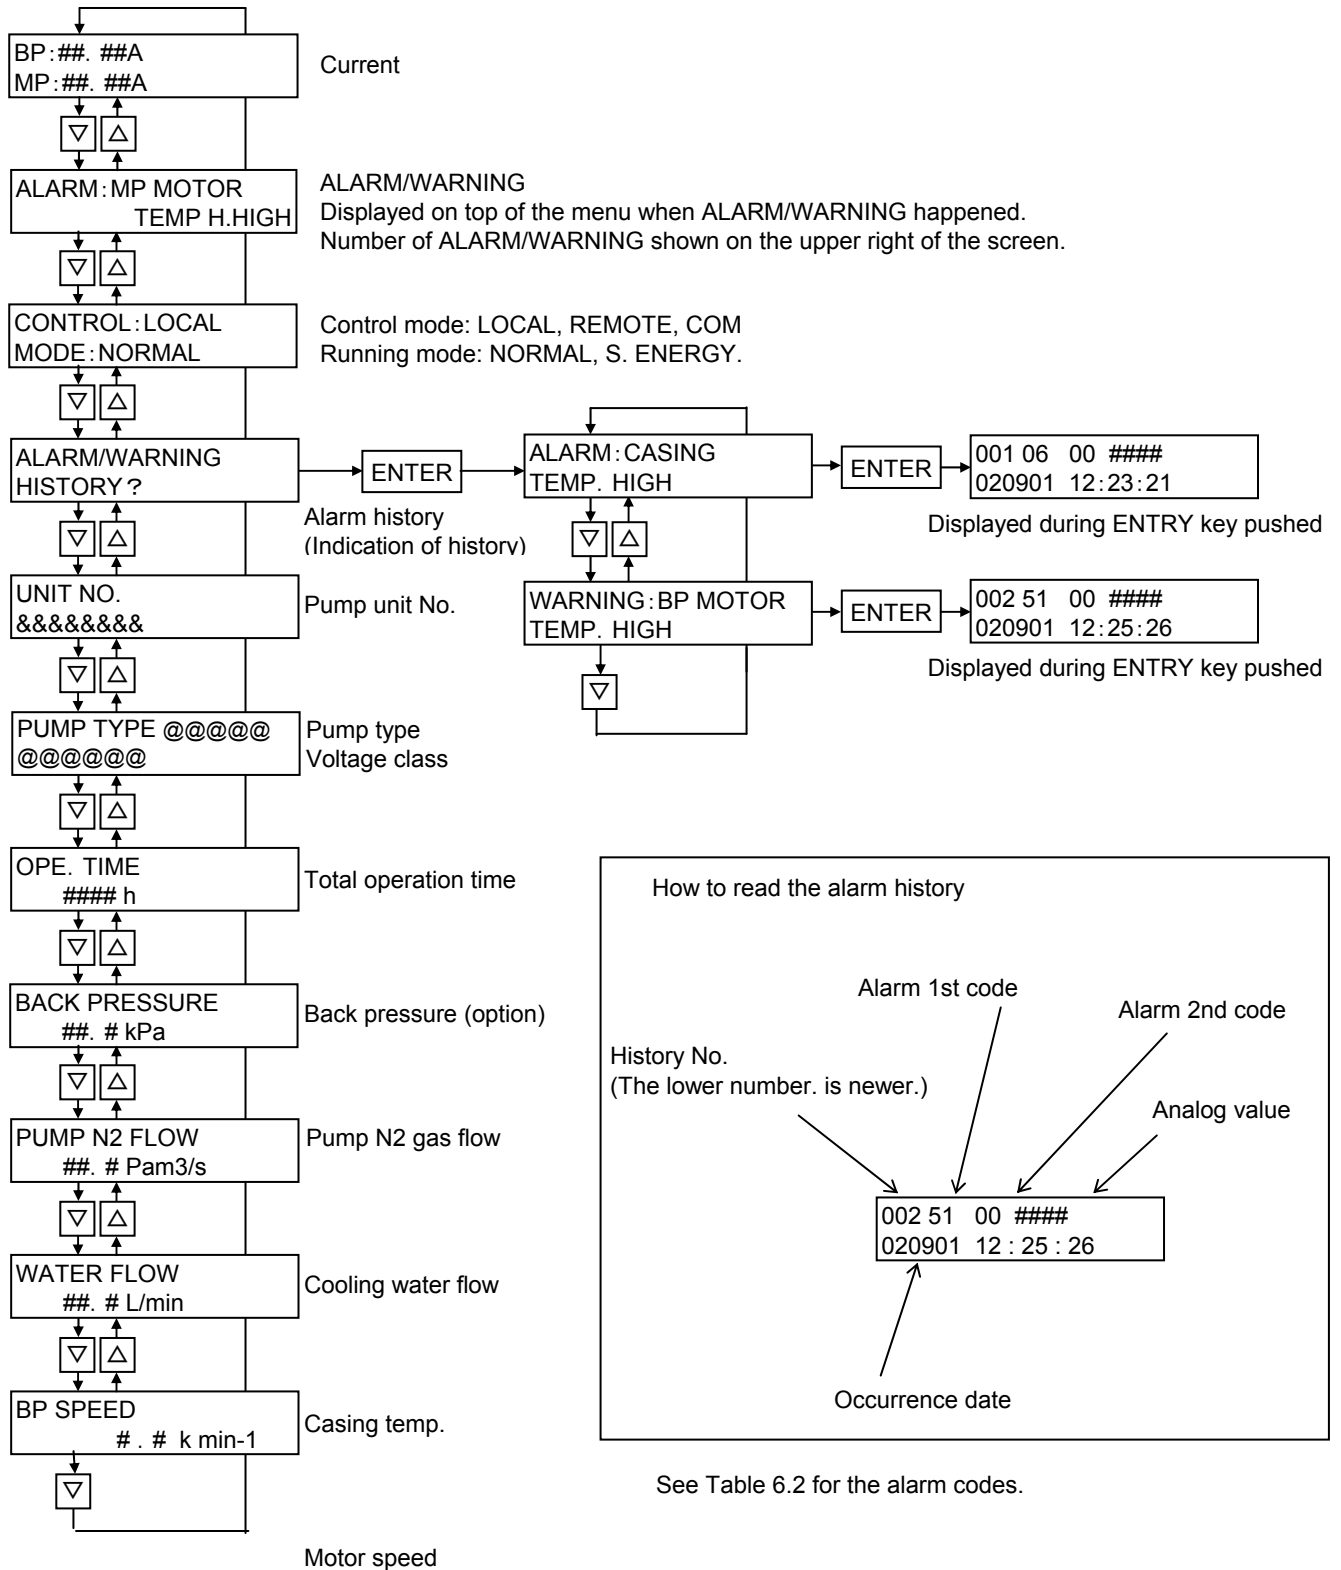 BP:##. ##A
MP:##. ##A
Current
ALARM:MP MOTOR
TEMP H.HIGH
ALARM/WARNING
Displayed on top of the menu when ALARM/WARNING happened.
Number of ALARM/WARNING shown on the upper right of the screen.
CONTROL:LOCAL
MODE:NORMAL
Control mode: LOCAL, REMOTE, COM
Running mode: NORMAL, S. ENERGY.
ALARM/WARNING
HISTORY?
ENTER
Alarm history
(Indication of history)
ALARM:CASING
TEMP. HIGH
ENTER
001 06 00 ####
020901 12:23:21
Displayed during ENTRY key pushed
WARNING:BP MOTOR
TEMP. HIGH
ENTER
002 51 00 ####
020901 12:25:26
Displayed during ENTRY key pushed
UNIT NO.
&&&&&&&&
Pump unit No.
PUMP TYPE @@@@@
@@@@@@
Pump type
Voltage class
OPE. TIME
#### h
Total operation time
BACK PRESSURE
##. # kPa
Back pressure (option)
PUMP N2 FLOW
##. # Pam3/s
Pump N2 gas flow
WATER FLOW
##. # L/min
Cooling water flow
BP SPEED
# . # k min-1
Casing temp.
Motor speed
How to read the alarm history
Alarm 1st code
Alarm 2nd code
History No.
(The lower number. is newer.)
Analog value
002 51 00 ####
020901 12 : 25 : 26
Occurrence date
See Table 6.2 for the alarm codes.